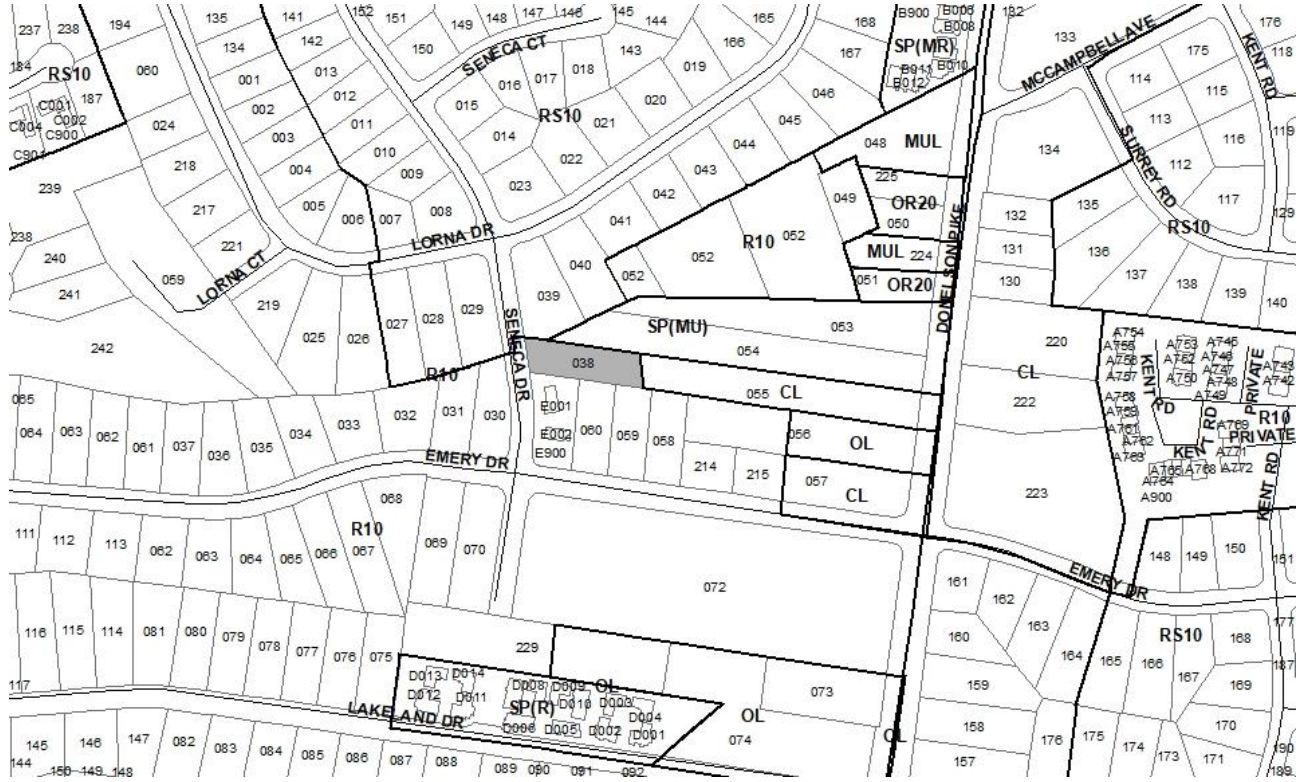 237
238
194
135
141
152
151
149
148
147
146
145
144
165
168
B900
B008
132
133
MCCAMPBELL AVE
KENT RD
176
118
184
RS10
187
060
134
142
150
SENECA CT
143
166
167
SP(MR)
B010
B011
B012
175
114
115
C001
C002
C004
C900
001
013
016
017
018
020
046
113
116
119
024
002
012
015
RS10
021
045
048
MUL
134
SURREY RD
112
003
011
014
022
044
239
218
004
010
009
023
043
225
OR20
117
129
217
005
006
007
008
042
049
050
132
135
RS10
238
221
LORNA DR
041
R10
052
MUL
224
131
136
240
059
LORNA CT
040
052
052
051
OR20
130
137
138
139
140
241
219
039
DONELSON PIKE
242
025
026
027
028
029
SENECA DR
SP(MU)
053
054
220
A754
A755
A756
A757
A753
A752
A750
A745
A746
A747
A748
A749
A743
A742
KENT RD
PRIVATE
038
CL
R10
055
CL
222
A758
A759
A761
A762
A763
R10
PRIVATE
A769
A771
A772
KENT RD
065
064
063
062
061
037
036
035
034
033
032
031
030
E001
E002
E900
060
059
058
056
OL
214
215
057
CL
A765
A768
A764
A900
KENT RD
EMERY DR
068
223
R10
111
112
113
062
063
064
065
066
067
069
070
072
148
149
150
151
EMERY DR
161
162
163
160
164
165
166
167
RS10
168
177
187
116
115
114
081
080
079
078
077
076
075
229
117
D013
D014
D012
D011
D008
D009
OL
D010
D003
D004
D006
D005
D002
D001
SP(R)
LAKELAND DR
073
OL
074
CL
159
158
157
169
170
145
146
147
082
083
084
085
086
087
088
089
090
091
092
176
175
174
173
171
190
189
144
150
149
148